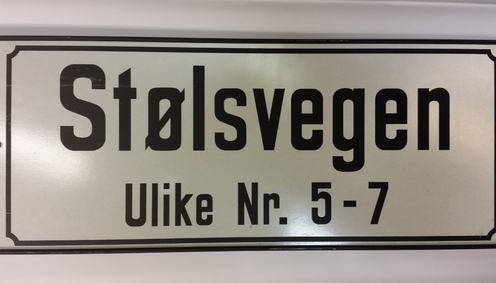 Stølsvegen
Ulike Nr. 5-7